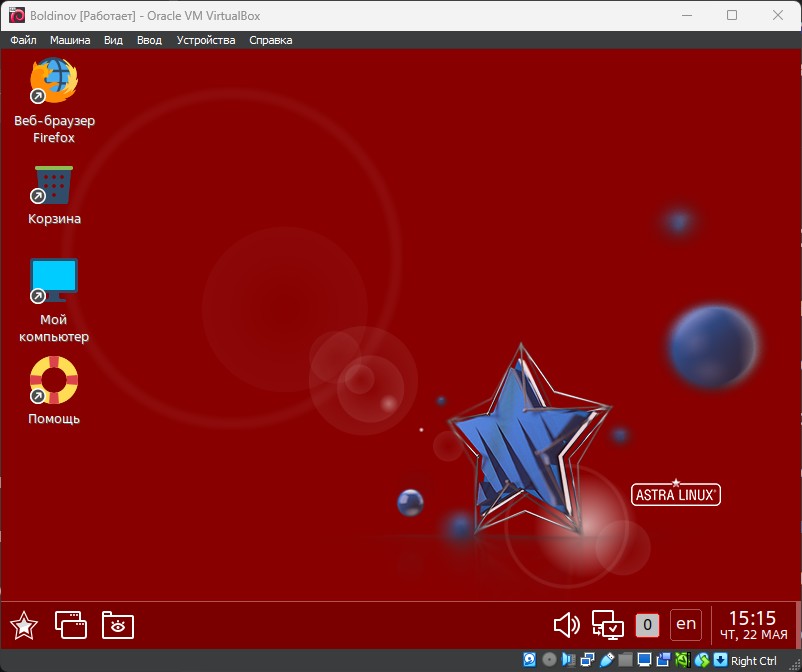 Boldinov [Работает] - Oracle VM VirtualBox
Файл Машина Вид Ввод Устройства Справка
Веб-браузер
Firefox
Корзина
Мой
компьютер
Помощь
ASTRA LINUX®
0
en
15:15
ЧТ, 22 МАЯ
Right Ctrl